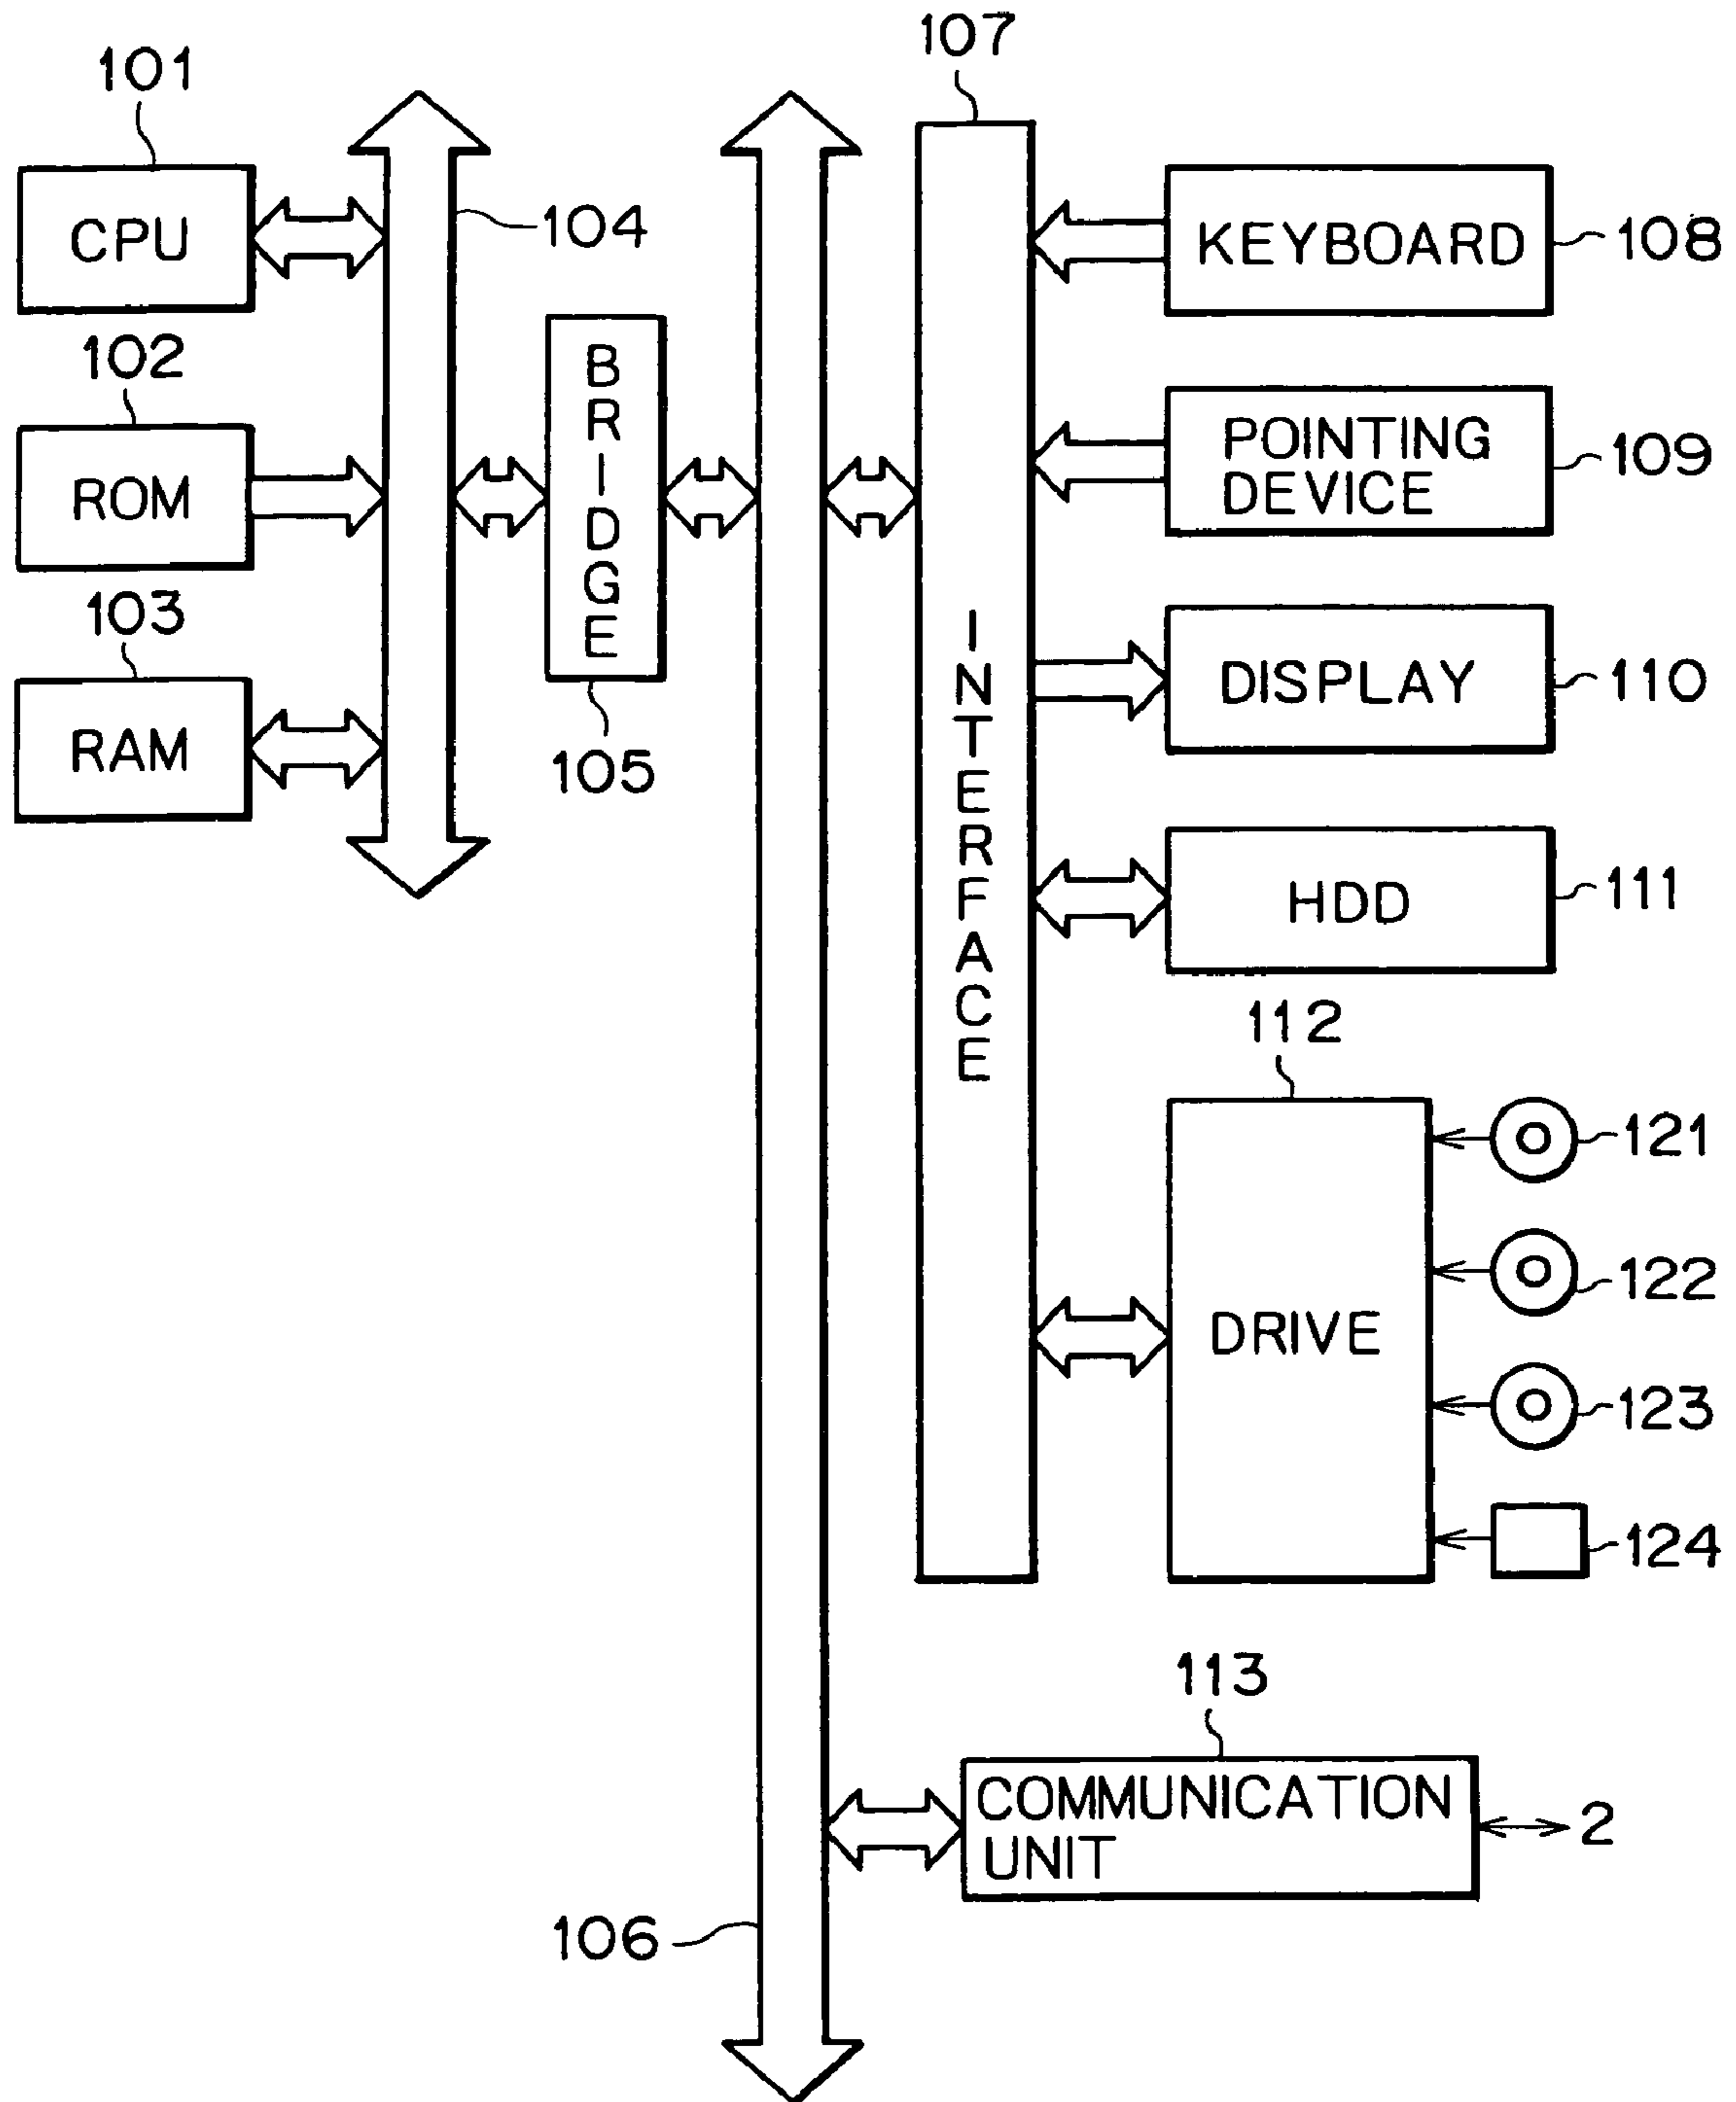 107
101
CPU
104
KEYBOARD
108
102
BRIDGE
ROM
POINTING
DEVICE
109
103
RAM
105
INTERFACE
DISPLAY
110
HDD
111
112
DRIVE
121
122
123
124
113
COMMUNICATION
UNIT
2
106